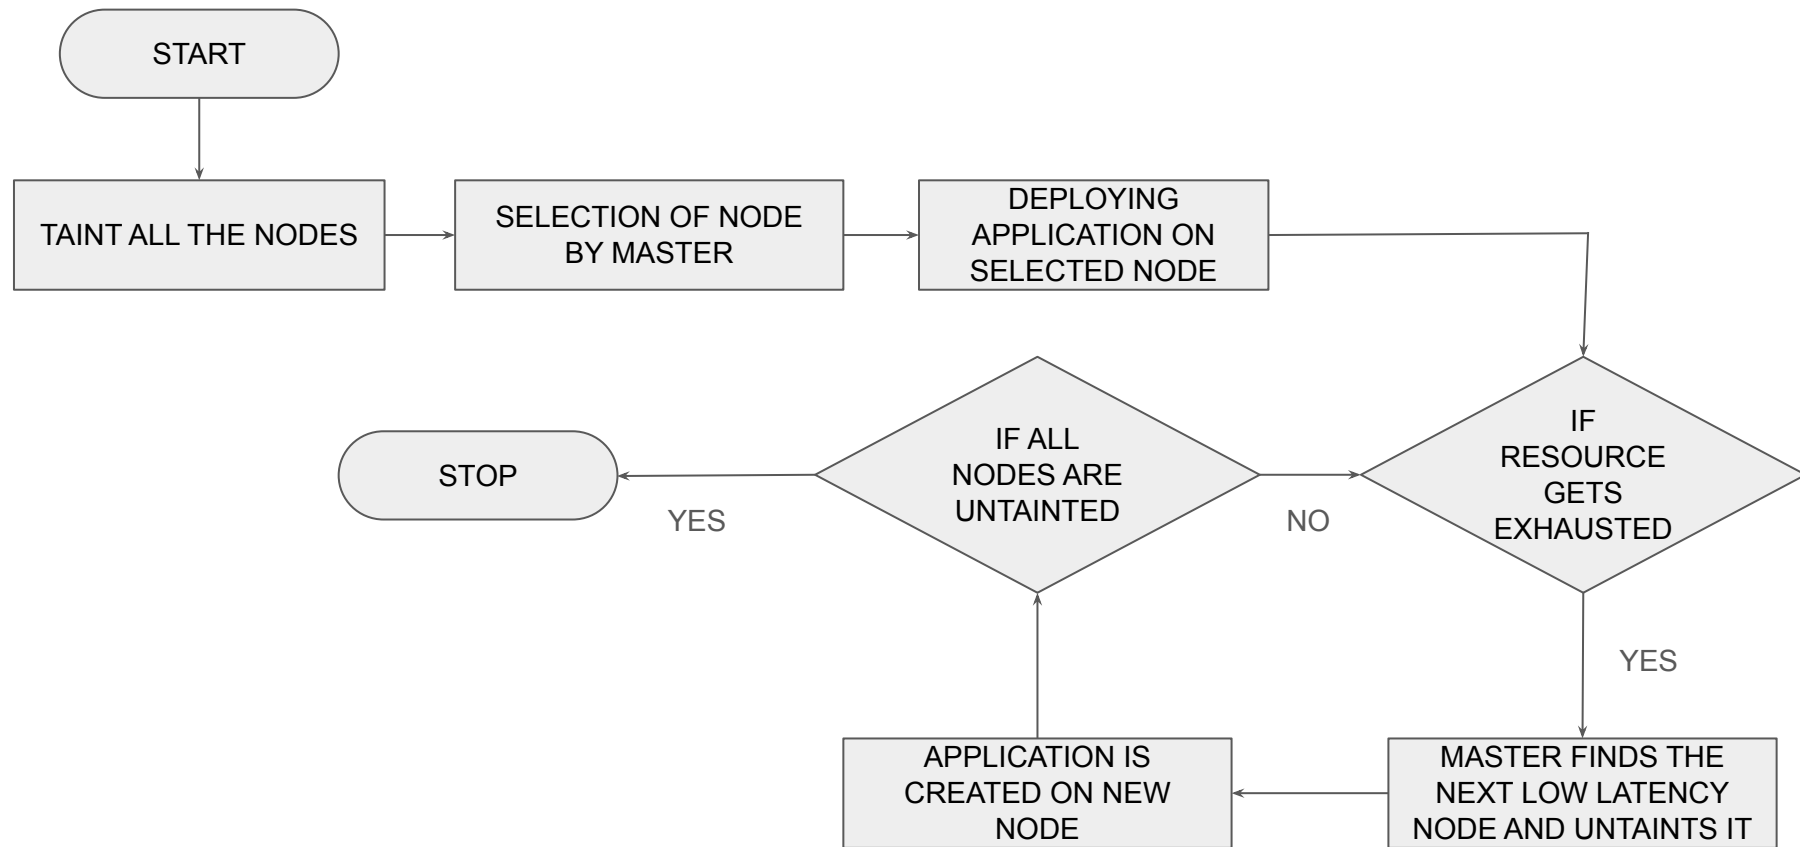 START
TAINT ALL THE NODES
SELECTION OF NODE
BY MASTER
DEPLOYING
APPLICATION ON
SELECTED NODE
IF
RESOURCE
GETS
EXHAUSTED
YES
MASTER FINDS THE
NEXT LOW LATENCY
NODE AND UNTAINTS IT
APPLICATION IS
CREATED ON NEW
NODE
IF ALL
NODES ARE
UNTAINTED
NO
YES
STOP